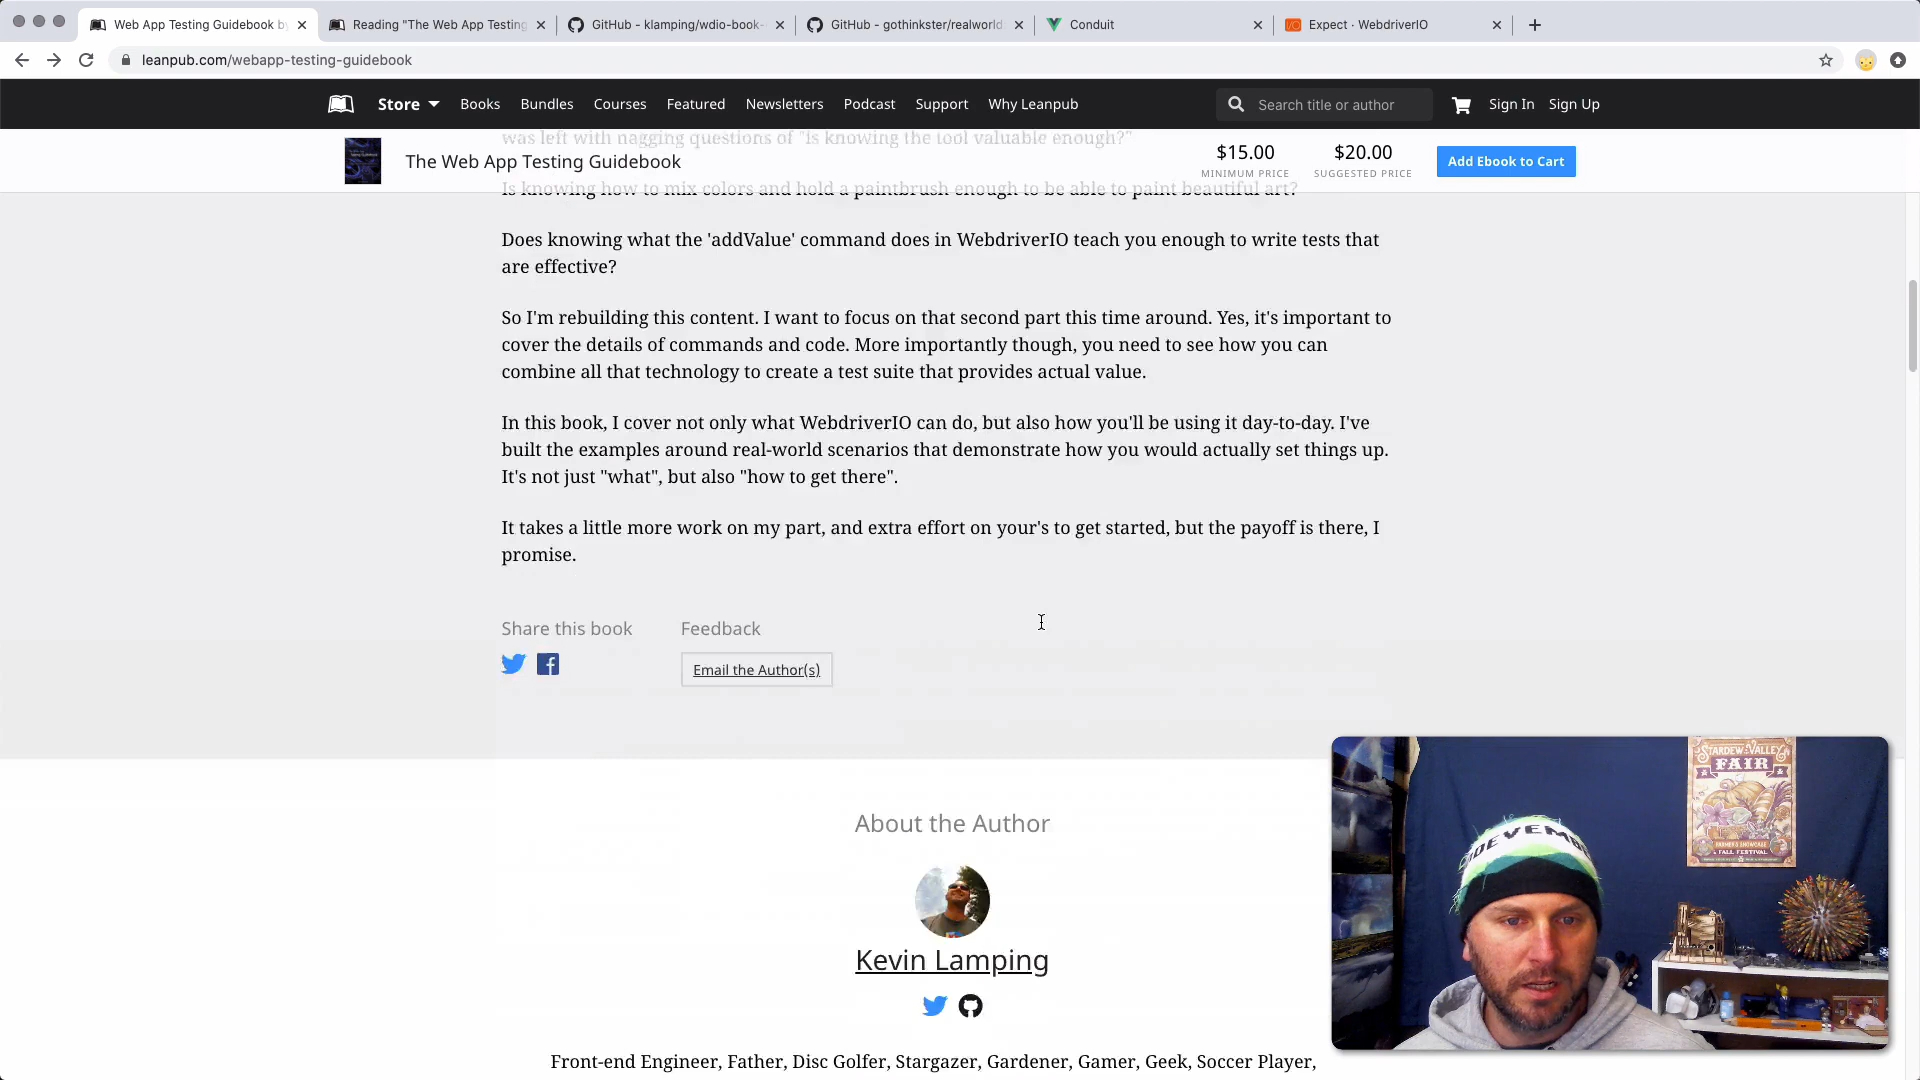 Web App Testing Guidebook by
Reading "The Web App Testing
GitHub - klamping/wdio-book-
GitHub - gothinkster/realworld:
Conduit
Expect · WebdriverIO
leanpub.com/webapp-testing-guidebook
Store Books Bundles Courses Featured Newsletters Podcast Support Why Leanpub Search title or author Sign In Sign Up
was left with nagging questions of "Is knowing the tool valuable enough?"
The Web App Testing Guidebook
$15.00 $20.00
MINIMUM PRICE SUGGESTED PRICE
Add Ebook to Cart
Is knowing how to mix colors and hold a paintbrush enough to be able to paint beautiful art?
Does knowing what the 'addValue' command does in WebdriverIO teach you enough to write tests that
are effective?
So I'm rebuilding this content. I want to focus on that second part this time around. Yes, it's important to
cover the details of commands and code. More importantly though, you need to see how you can
combine all that technology to create a test suite that provides actual value.
In this book, I cover not only what WebdriverIO can do, but also how you'll be using it day-to-day. I've
built the examples around real-world scenarios that demonstrate how you would actually set things up.
It's not just "what", but also "how to get there".
It takes a little more work on my part, and extra effort on your's to get started, but the payoff is there, I
promise.
Share this book Feedback
Email the Author(s)
About the Author
Kevin Lamping
Front-end Engineer, Father, Disc Golfer, Stargazer, Gardener, Gamer, Geek, Soccer Player,
STARDEW VALLEY
FAIR
FALL FESTIVAL